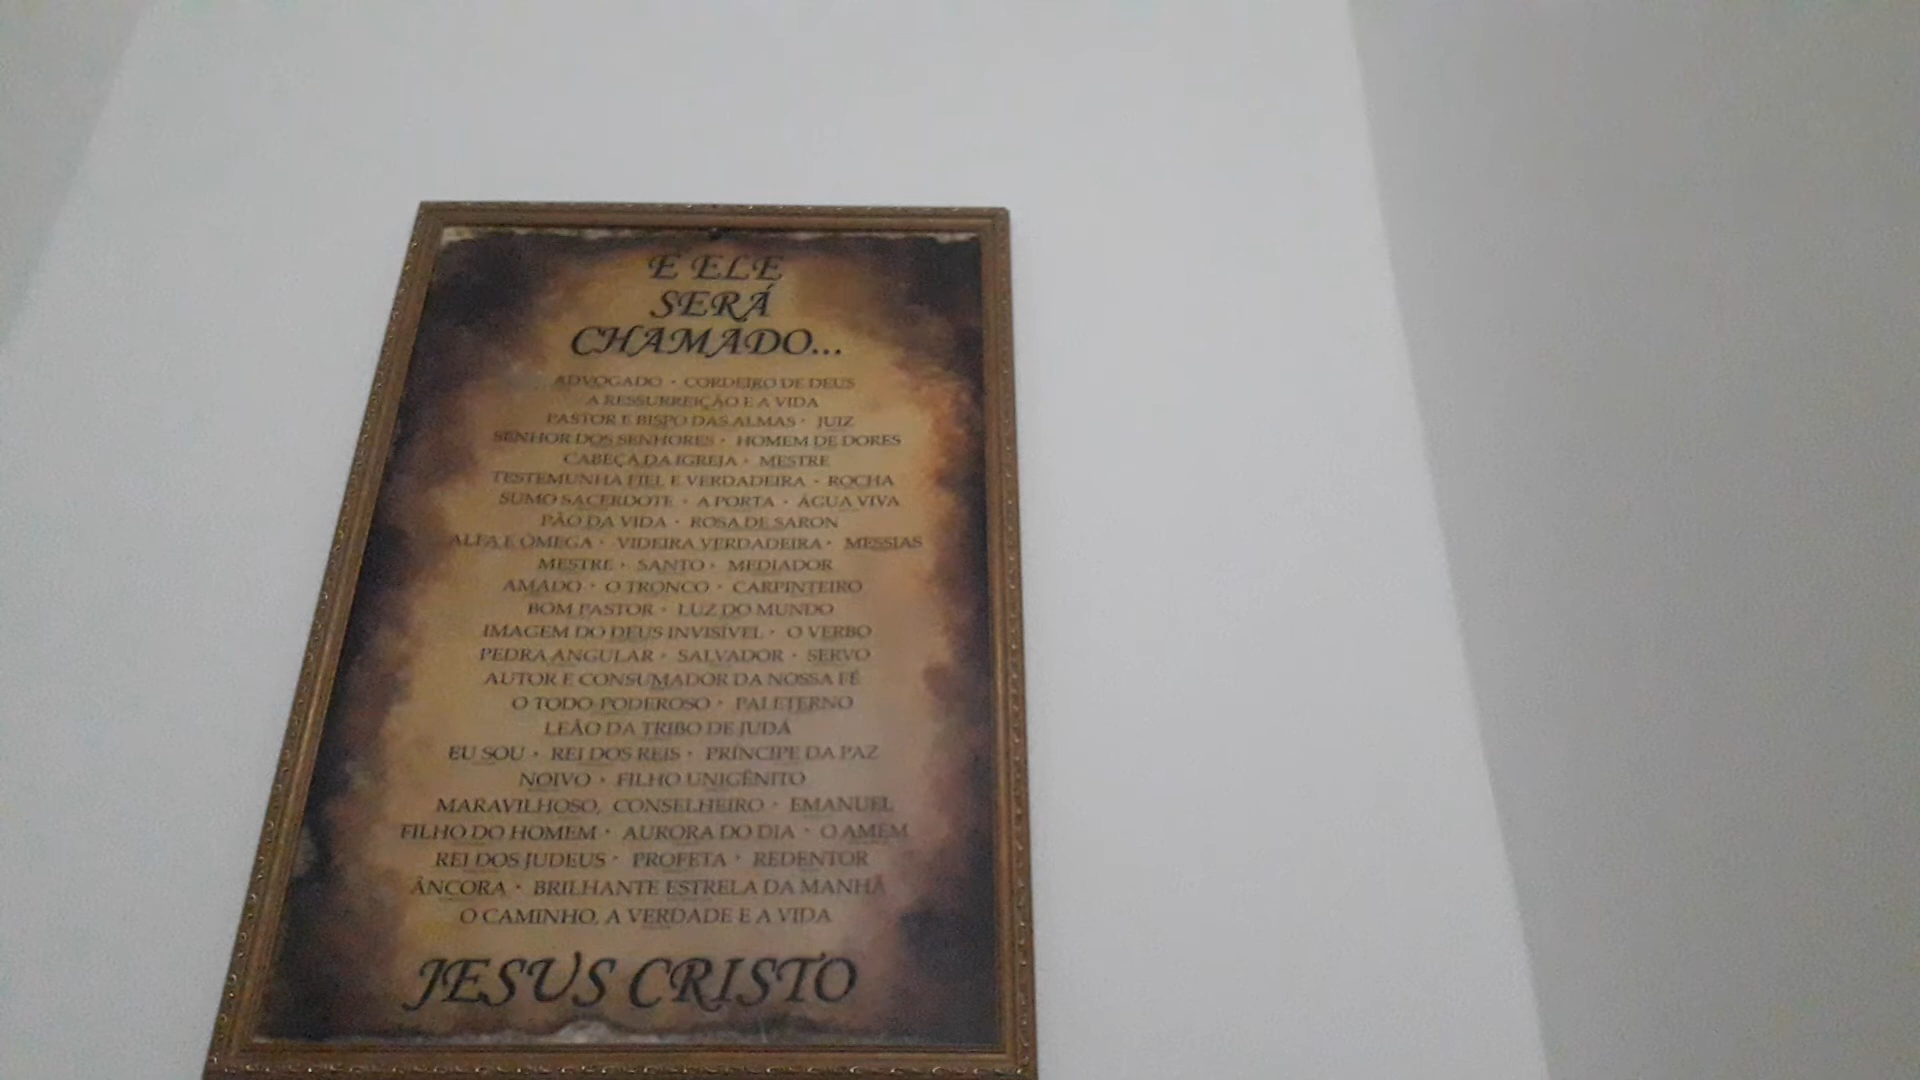 E ELE
SERÁ
CHAMADO...
ADVOGADO · CORDEIRO DE DEUS
A RESSURREIÇÃO E A VIDA
PASTOR E BISPO DAS ALMAS · JUIZ
SENHOR DOS SENHORES · HOMEM DE DORES
CABEÇA DA IGREJA · MESTRE
TESTEMUNHA FIEL E VERDADEIRA · ROCHA
SUMO SACERDOTE · A PORTA · ÁGUA VIVA
PÃO DA VIDA · ROSA DE SARON
ALFA E ÔMEGA · VIDEIRA VERDADEIRA · MESSIAS
MESTRE · SANTO · MEDIADOR
AMADO · O TRONCO · CARPINTEIRO
BOM PASTOR · LUZ DO MUNDO
IMAGEM DO DEUS INVISÍVEL · O VERBO
PEDRA ANGULAR · SALVADOR · SERVO
AUTOR E CONSUMADOR DA NOSSA FÉ
O TODO-PODEROSO · PAI ETERNO
LEÃO DA TRIBO DE JUDÁ
EU SOU · REI DOS REIS · PRÍNCIPE DA PAZ
NOIVO · FILHO UNIGÊNITO
MARAVILHOSO, CONSELHEIRO · EMANUEL
FILHO DO HOMEM · AURORA DO DIA · O AMÉM
REI DOS JUDEUS · PROFETA · REDENTOR
ÂNCORA · BRILHANTE ESTRELA DA MANHÃ
O CAMINHO, A VERDADE E A VIDA
JESUS CRISTO